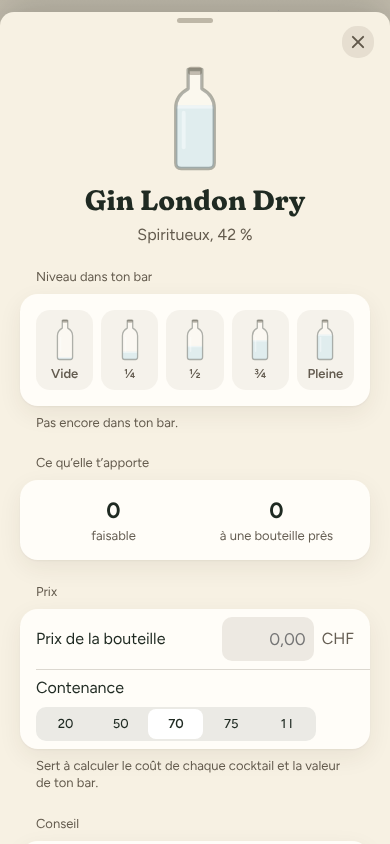 Gin London Dry
Spiritueux, 42 %
Niveau dans ton bar
Vide
¼
½
¾
Pleine
Pas encore dans ton bar.
Ce qu’elle t’apporte
0
0
faisable
à une bouteille près
Prix
Prix de la bouteille
0,00
CHF
Contenance
20
50
70
75
1 l
Sert à calculer le coût de chaque cocktail et la valeur
de ton bar.
Conseil